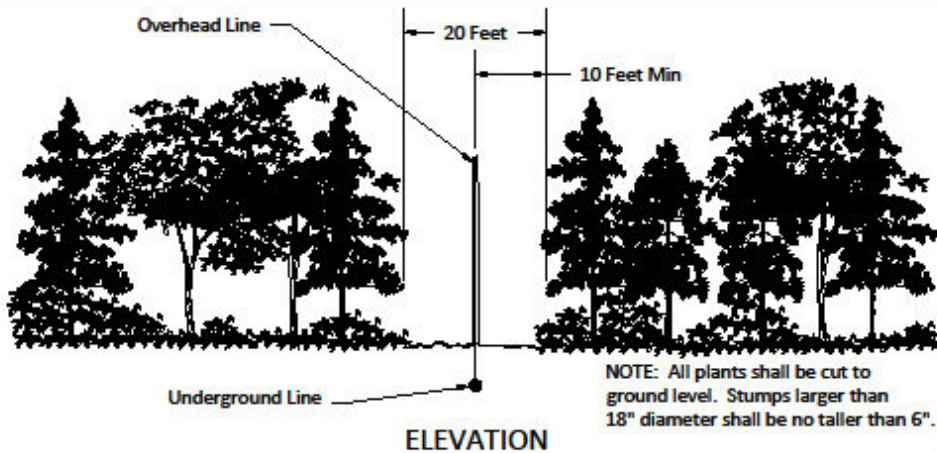 Overhead Line
20 Feet
10 Feet Min
Underground Line
NOTE: All plants shall be cut to
ground level. Stumps larger than
18" diameter shall be no taller than 6".
ELEVATION